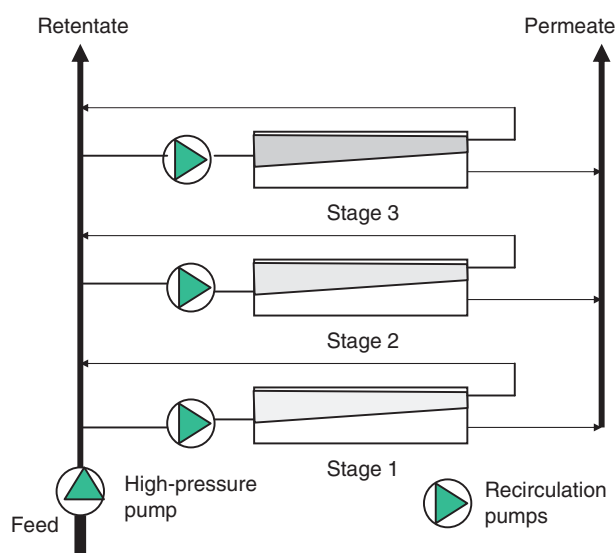 Retentate
Permeate
Stage 3
Stage 2
Stage 1
High-pressure
pump
Recirculation
pumps
Feed